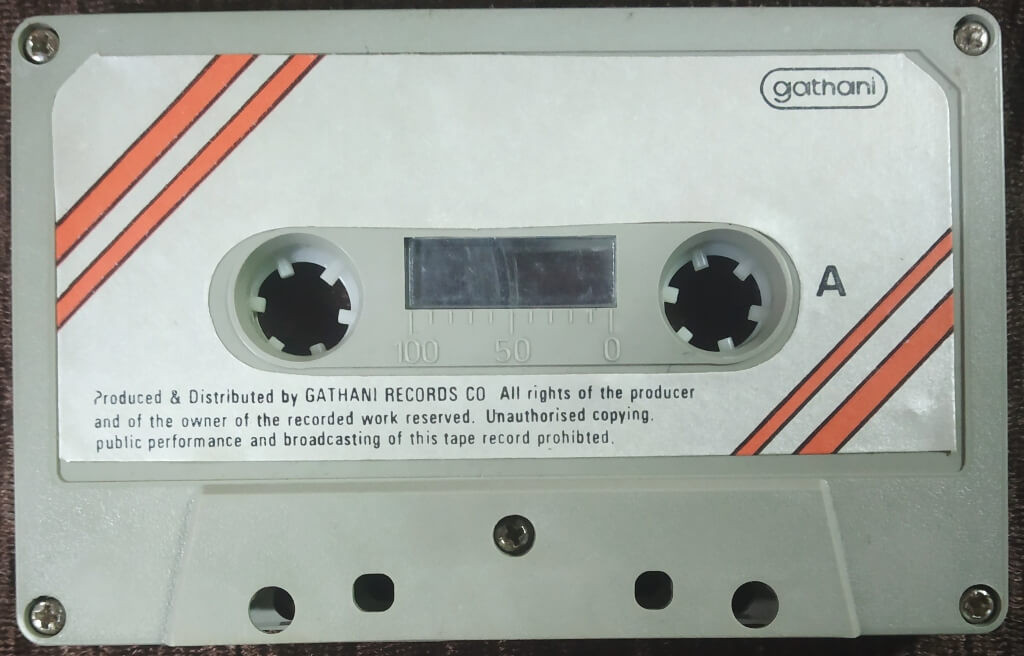 gathani
A
100 50 0
Produced & Distributed by GATHANI RECORDS CO All rights of the producer
and of the owner of the recorded work reserved. Unauthorised copying.
public performance and broadcasting of this tape record prohibted.